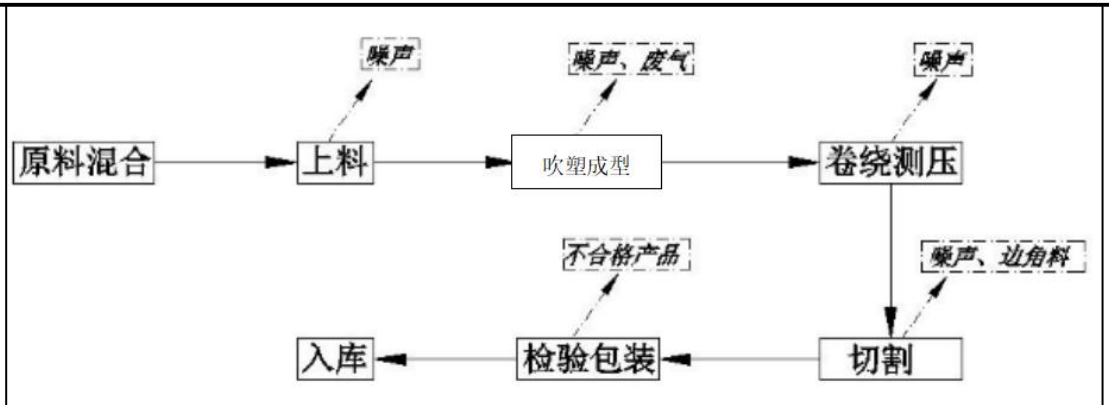 噪声
噪声、废气
噪声
原料混合
上料
吹塑成型
卷绕测压
不合格产品
噪声、边角料
入库
检验包装
切割